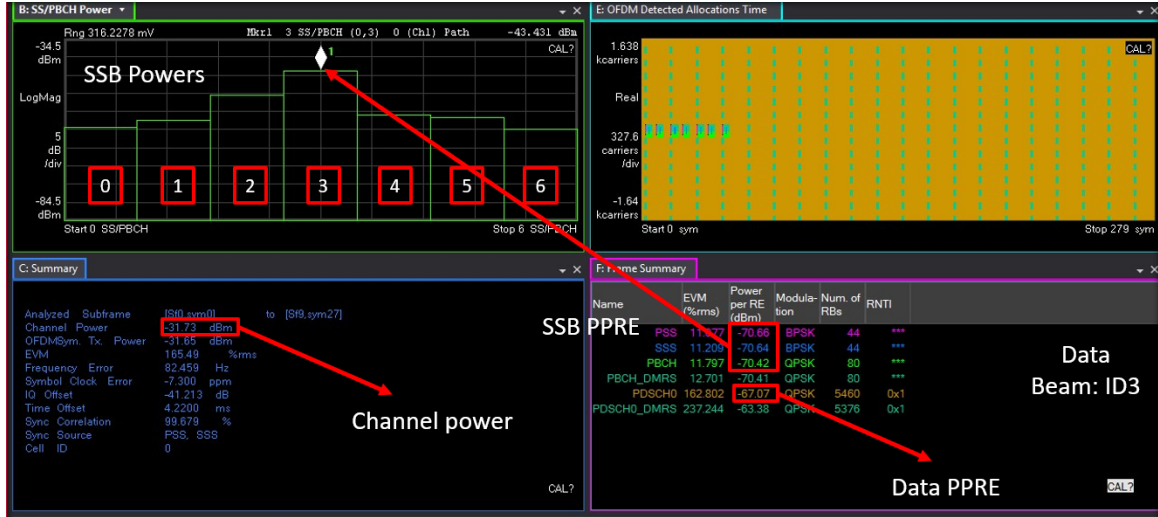 B: SS/PBCH Power
Rng 316.2278 mV Mkr1 3 SS/PBCH (0,3) 0 (Ch1) Path -43.431 dBm
-34.5
dBm
CAL?
1
SSB Powers
LogMag
5
dB
/div
0 1 2 3 4 5 6
-84.5
dBm
Start 0 SS/PBCH Stop 6 SS/PBCH
E: OFDM Detected Allocations Time
1.638
kcarriers
CAL?
Real
327.6
carriers
/div
-1.64
kcarriers
Start 0 sym Stop 279 sym
C: Summary
Analyzed Subframe [Sf0,sym0] to [Sf9,sym27]
Channel Power -31.73 dBm
OFDMSym. Tx. Power -31.65 dBm
EVM 165.49 %rms
Frequency Error 82.459 Hz
Symbol Clock Error -7.300 ppm
IQ Offset -41.213 dB
Time Offset 4.2200 ms
Sync Correlation 99.679 %
Sync Source PSS, SSS
Cell ID 0
Channel power
CAL?
SSB PPRE
F: Frame Summary
Name EVM (%rms) Power per RE (dBm) Modula-tion Num. of RBs RNTI
PSS 11.377 -70.66 BPSK 44 ***
SSS 11.209 -70.64 BPSK 44 ***
PBCH 11.797 -70.42 QPSK 80 ***
PBCH_DMRS 12.701 -70.41 QPSK 80 ***
PDSCH0 162.802 -67.07 QPSK 5460 0x1
PDSCH0_DMRS 237.244 -63.38 QPSK 5376 0x1
Data
Beam: ID3
Data PPRE
CAL?